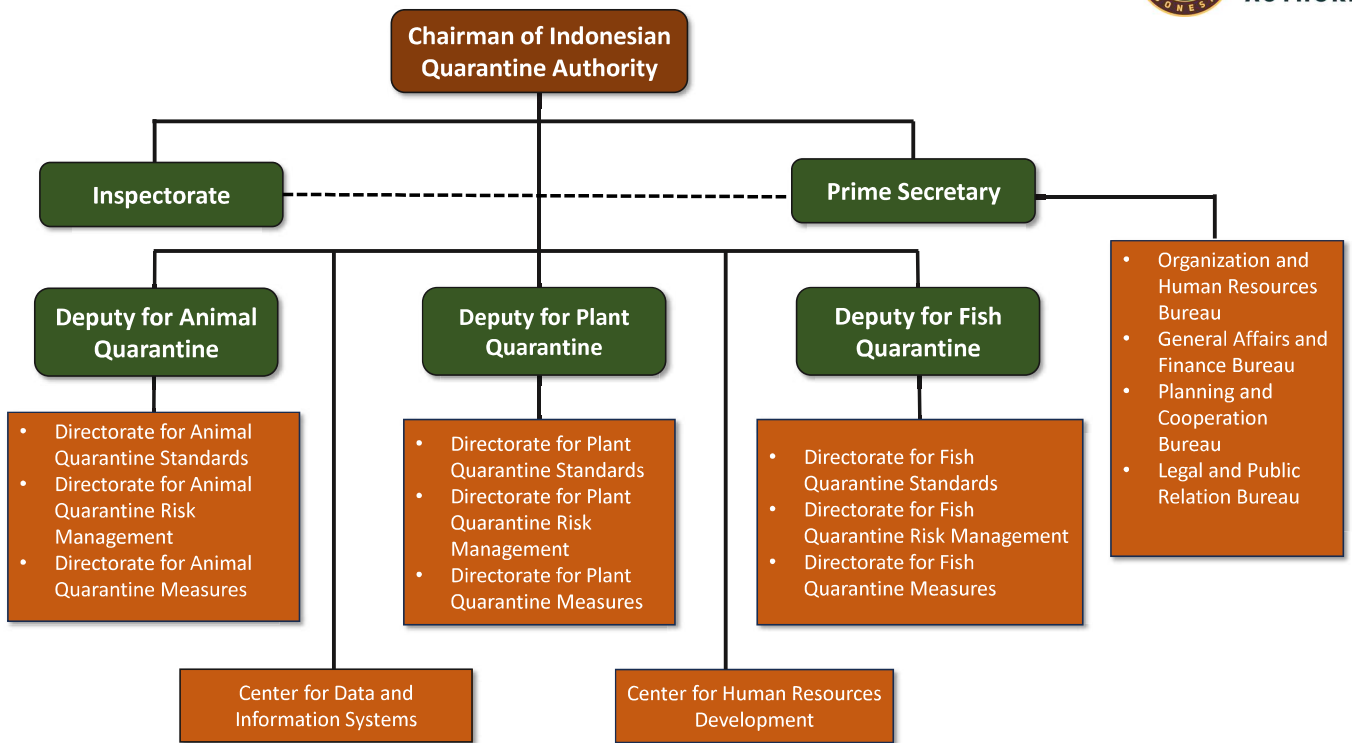 Chairman of Indonesian
Quarantine Authority
Inspectorate
Prime Secretary
Deputy for Animal
Quarantine
Deputy for Plant
Quarantine
Deputy for Fish
Quarantine
• Organization and
Human Resources
Bureau
• General Affairs and
Finance Bureau
• Planning and
Cooperation
Bureau
• Legal and Public
Relation Bureau
• Directorate for Animal
Quarantine Standards
• Directorate for Animal
Quarantine Risk
Management
• Directorate for Animal
Quarantine Measures
• Directorate for Plant
Quarantine Standards
• Directorate for Plant
Quarantine Risk
Management
• Directorate for Plant
Quarantine Measures
• Directorate for Fish
Quarantine Standards
• Directorate for Fish
Quarantine Risk Management
• Directorate for Fish
Quarantine Measures
Center for Data and
Information Systems
Center for Human Resources
Development